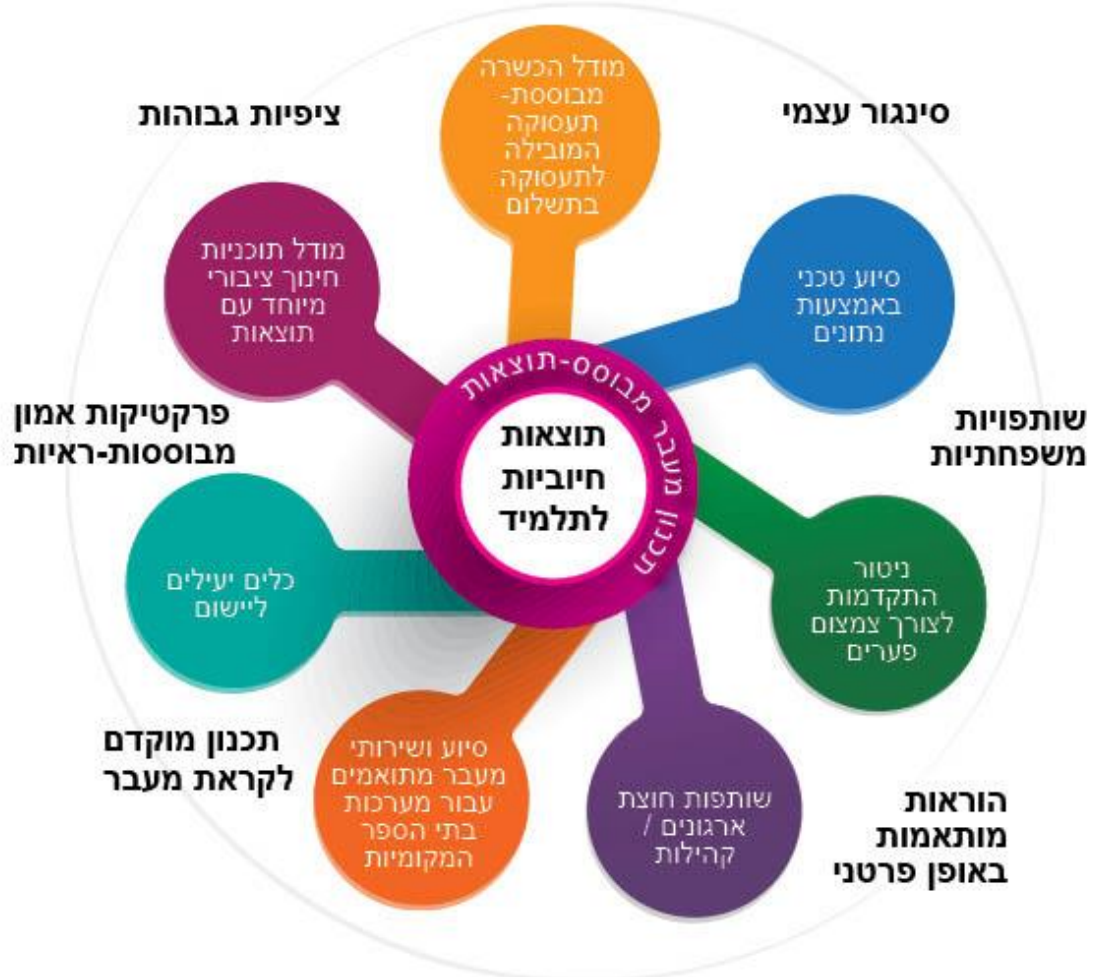 מודל הכשרה
מבוססת-
תעסוקה
המובילה
לתעסוקה
בתשלום
סינגור עצמי
ציפיות גבוהות
סיוע טכני
באמצעות
נתונים
מודל תוכניות
חינוך ציבורי
מיוחד עם
תוצאות
תכנון מעבר מבוסס-תוצאות
תוצאות
חיוביות
לתלמיד
שותפויות
משפחתיות
פרקטיקות אמון
מבוססות-ראיות
ניטור
התקדמות
לצורך צמצום
פערים
כלים יעילים
ליישום
הוראות
מותאמות
באופן פרטני
שותפות חוצת
ארגונים /
קהילות
סיוע ושירותי
מעבר מתואמים
עבור מערכות
בתי הספר
המקומיות
תכנון מוקדם
לקראת מעבר